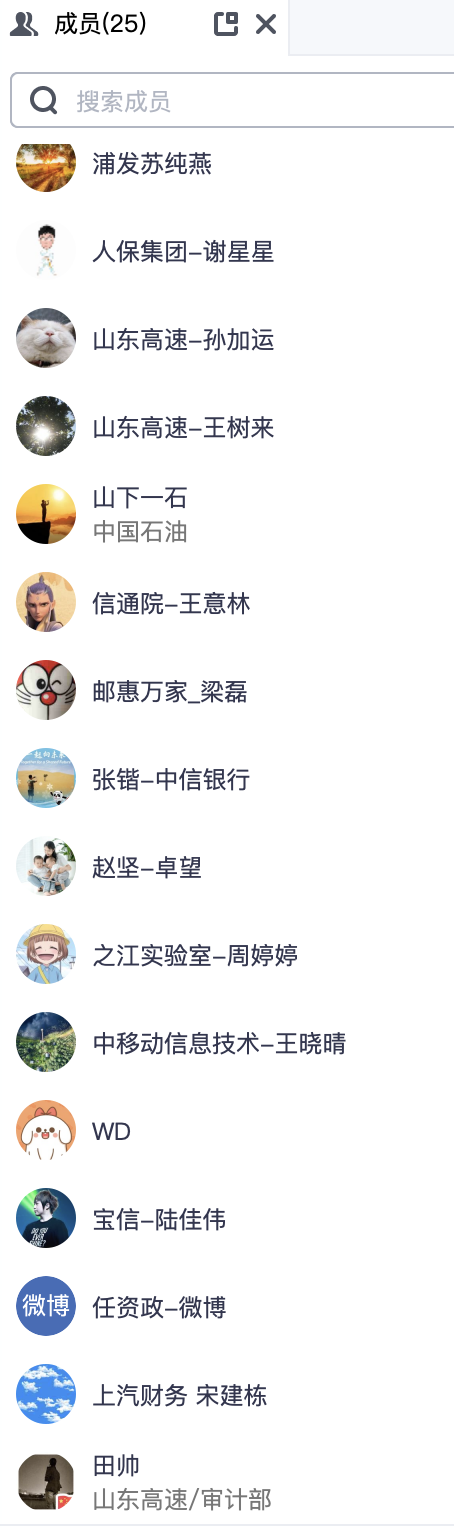 成员(25)
搜索成员
浦发苏纯燕
人保集团-谢星星
山东高速-孙加运
山东高速-王树来
山下一石
中国石油
信通院-王意林
邮惠万家_梁磊
张锴-中信银行
赵坚-卓望
之江实验室-周婷婷
中移动信息技术-王晓晴
WD
宝信-陆佳伟
微博
任资政-微博
上汽财务 宋建栋
田帅
山东高速/审计部